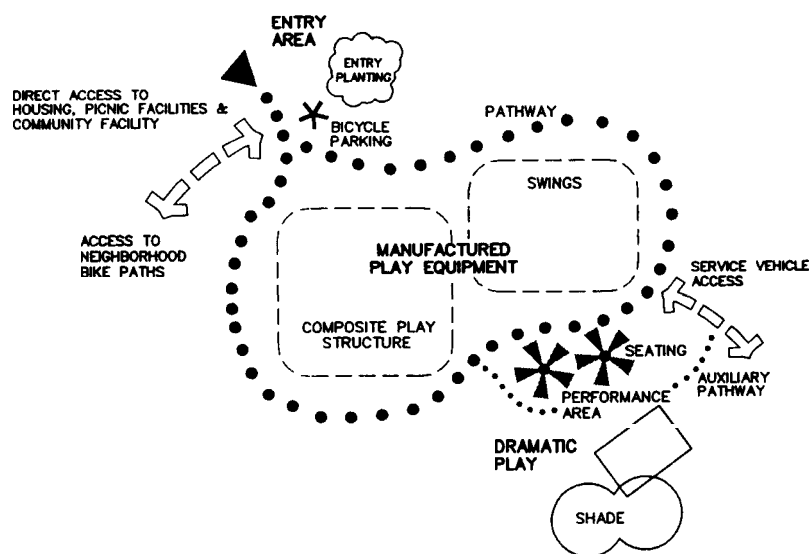 ENTRY
AREA
ENTRY
PLANTING
DIRECT ACCESS TO
HOUSING, PICNIC FACILITIES &
COMMUNITY FACILITY
BICYCLE
PARKING
PATHWAY
SWINGS
ACCESS TO
NEIGHBORHOOD
BIKE PATHS
MANUFACTURED
PLAY EQUIPMENT
SERVICE VEHICLE
ACCESS
COMPOSITE PLAY
STRUCTURE
SEATING
AUXILIARY
PATHWAY
PERFORMANCE
AREA
DRAMATIC
PLAY
SHADE